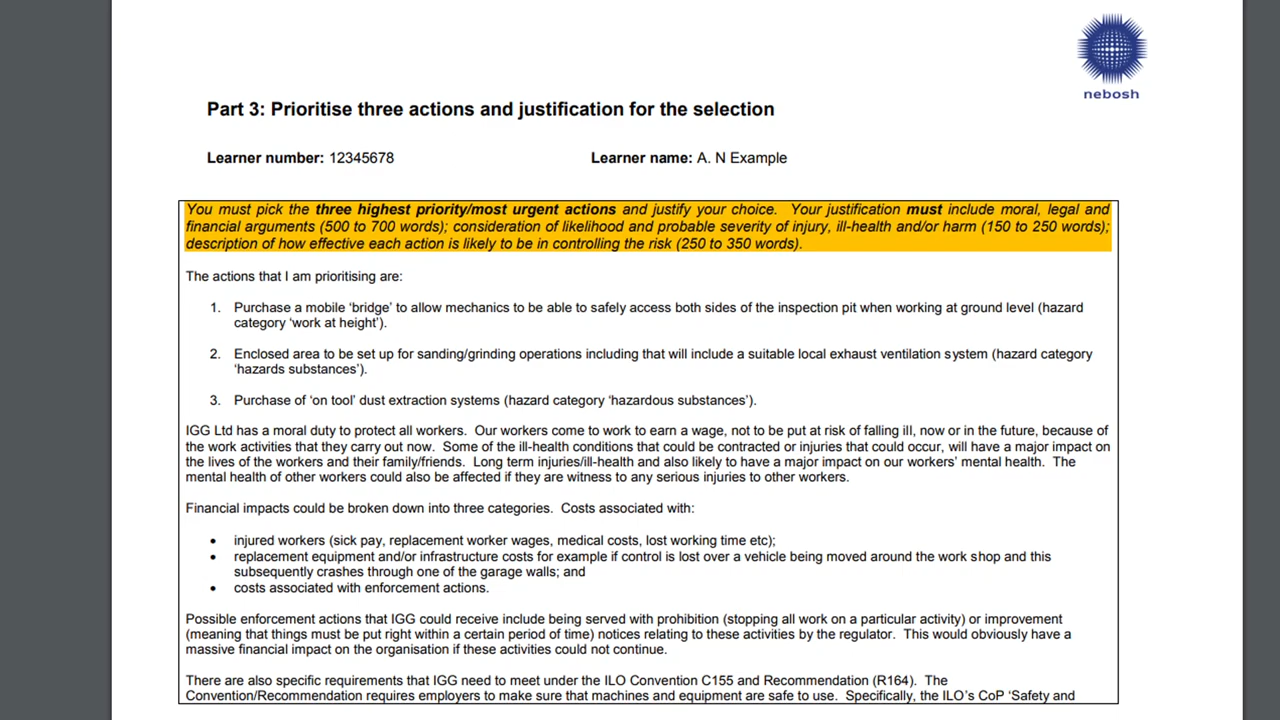 nebosh
Part 3: Prioritise three actions and justification for the selection
Learner number: 12345678 Learner name: A. N Example
You must pick the three highest priority/most urgent actions and justify your choice. Your justification must include moral, legal and
financial arguments (500 to 700 words); consideration of likelihood and probable severity of injury, ill-health and/or harm (150 to 250 words);
description of how effective each action is likely to be in controlling the risk (250 to 350 words).
The actions that I am prioritising are:
1. Purchase a mobile ‘bridge’ to allow mechanics to be able to safely access both sides of the inspection pit when working at ground level (hazard
category ‘work at height’).
2. Enclosed area to be set up for sanding/grinding operations including that will include a suitable local exhaust ventilation system (hazard category
‘hazards substances’).
3. Purchase of ‘on tool’ dust extraction systems (hazard category ‘hazardous substances’).
IGG Ltd has a moral duty to protect all workers. Our workers come to work to earn a wage, not to be put at risk of falling ill, now or in the future, because of
the work activities that they carry out now. Some of the ill-health conditions that could be contracted or injuries that could occur, will have a major impact on
the lives of the workers and their family/friends. Long term injuries/ill-health and also likely to have a major impact on our workers’ mental health. The
mental health of other workers could also be affected if they are witness to any serious injuries to other workers.
Financial impacts could be broken down into three categories. Costs associated with:
• injured workers (sick pay, replacement worker wages, medical costs, lost working time etc);
• replacement equipment and/or infrastructure costs for example if control is lost over a vehicle being moved around the work shop and this
subsequently crashes through one of the garage walls; and
• costs associated with enforcement actions.
Possible enforcement actions that IGG could receive include being served with prohibition (stopping all work on a particular activity) or improvement
(meaning that things must be put right within a certain period of time) notices relating to these activities by the regulator. This would obviously have a
massive financial impact on the organisation if these activities could not continue.
There are also specific requirements that IGG need to meet under the ILO Convention C155 and Recommendation (R164). The
Convention/Recommendation requires employers to make sure that machines and equipment are safe to use. Specifically, the ILO’s CoP ‘Safety and